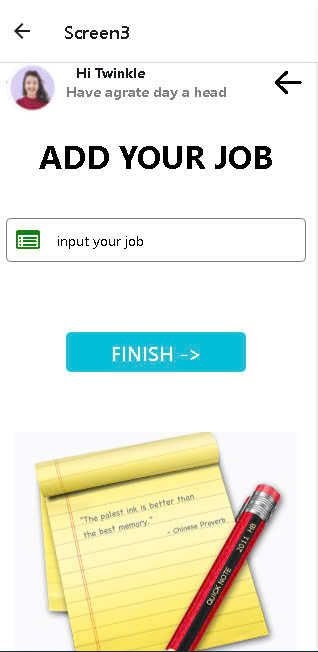 Screen3
Hi Twinkle
Have agrate day a head
ADD YOUR JOB
input your job
FINISH -->
"The palest ink is better than
the best memory."
- Chinese Proverb
QUICK NOTE 2011 HB